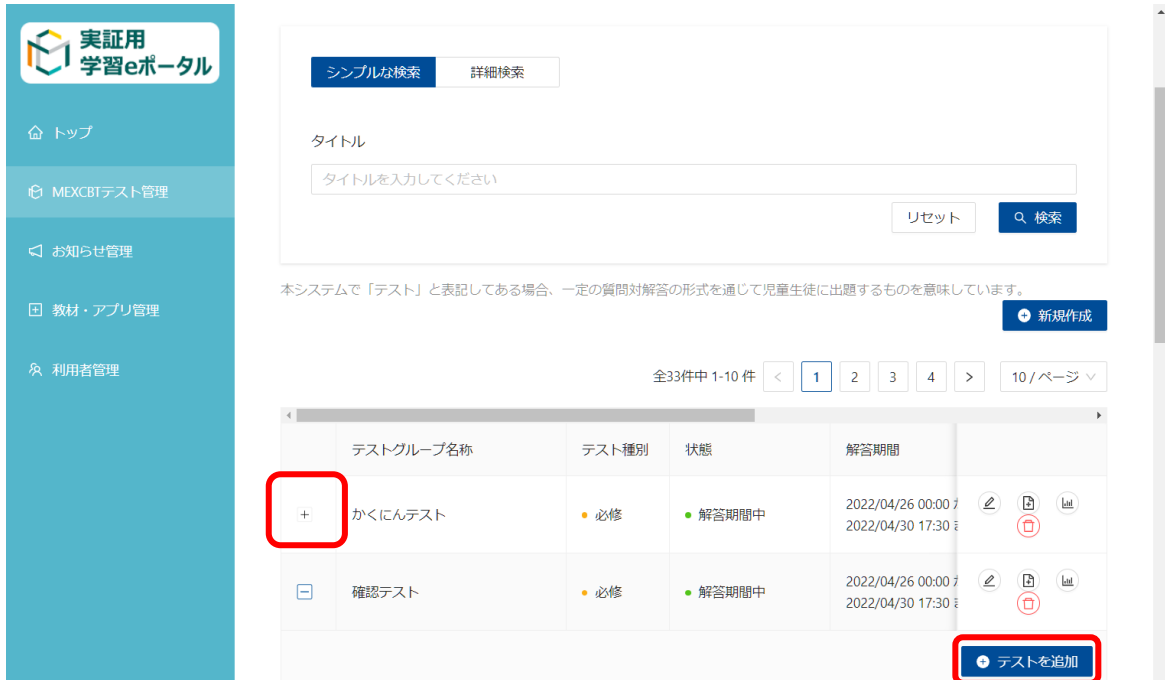 実証用
学習eポータル
トップ
MEXCBTテスト管理
お知らせ管理
教材・アプリ管理
利用者管理
シンプルな検索 詳細検索
タイトル
タイトルを入力してください
リセット 検索
本システムで「テスト」と表記してある場合、一定の質問対解答の形式を通じて児童生徒に出題するものを意味しています。
新規作成
全33件中 1-10 件 < 1 2 3 4 > 10 / ページ
テストグループ名称 テスト種別 状態 解答期間
+ かくにんテスト 必修 解答期間中 2022/04/26 00:00
2022/04/30 17:30
確認テスト 必修 解答期間中 2022/04/26 00:00
2022/04/30 17:30
テストを追加